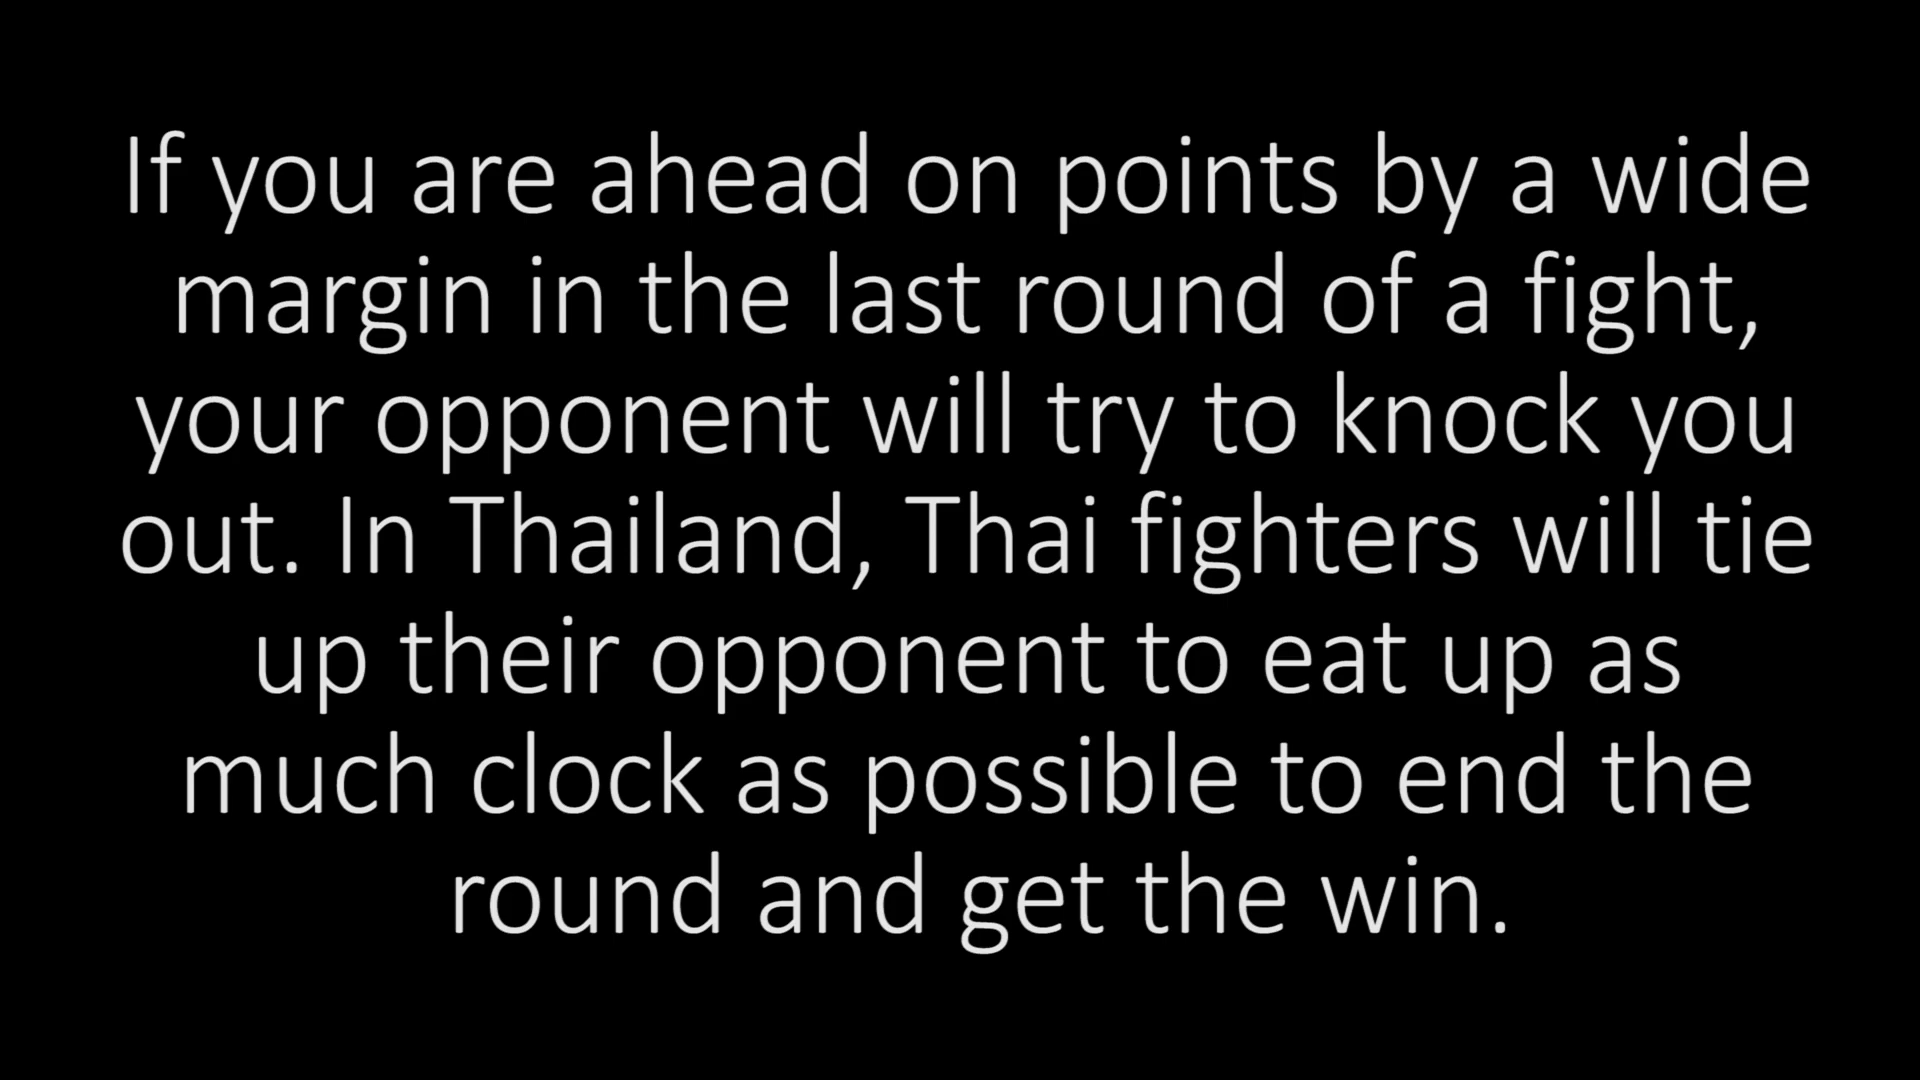 If you are ahead on points by a wide
margin in the last round of a fight,
your opponent will try to knock you
out. In Thailand, Thai fighters will tie
up their opponent to eat up as
much clock as possible to end the
round and get the win.